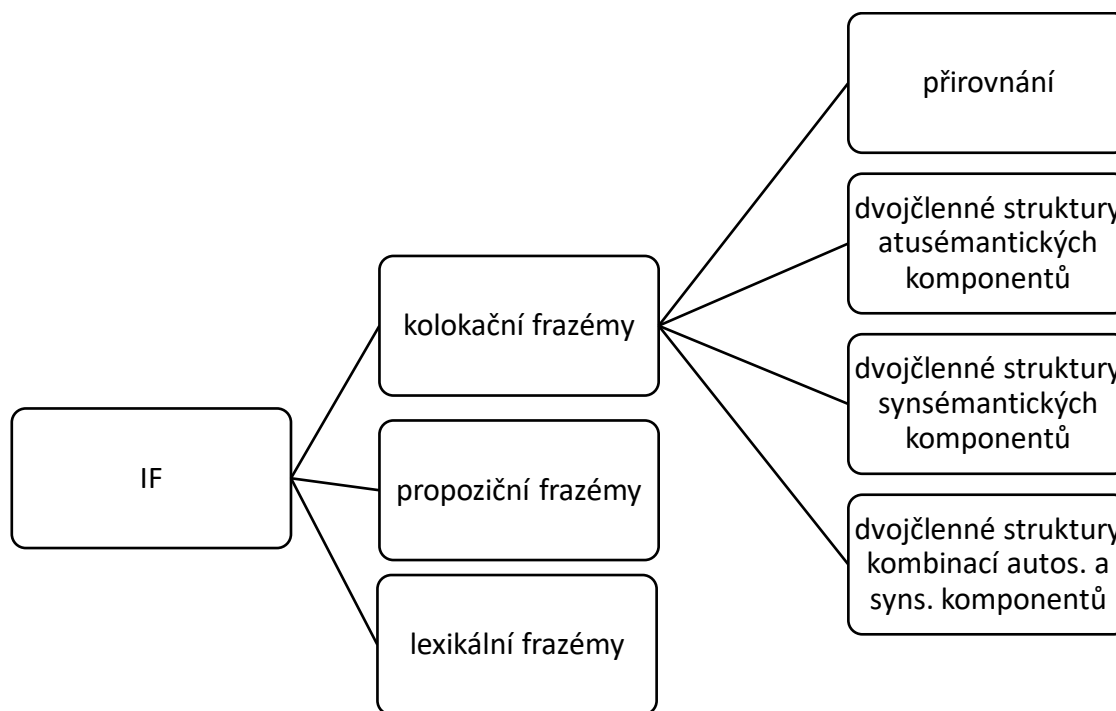 IF
kolokační frazémy
propoziční frazémy
lexikální frazémy
přirovnání
dvojčlenné struktury
atusémantických
komponentů
dvojčlenné struktury
synsémantických
komponentů
dvojčlenné struktury
kombinací autos. a
syns. komponentů